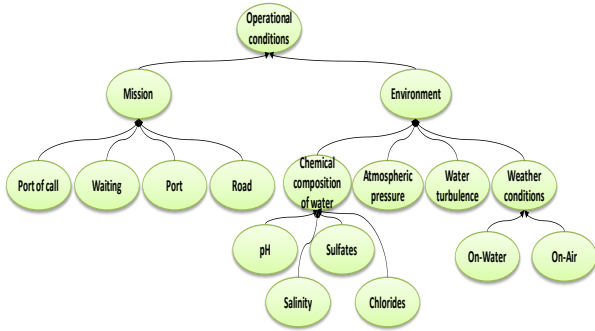 Operational
conditions
Mission
Environment
Port of call
Waiting
Port
Road
Chemical
composition
of water
Atmospheric
pressure
Water
turbulence
Weather
conditions
pH
Sulfates
On-Water
On-Air
Salinity
Chlorides